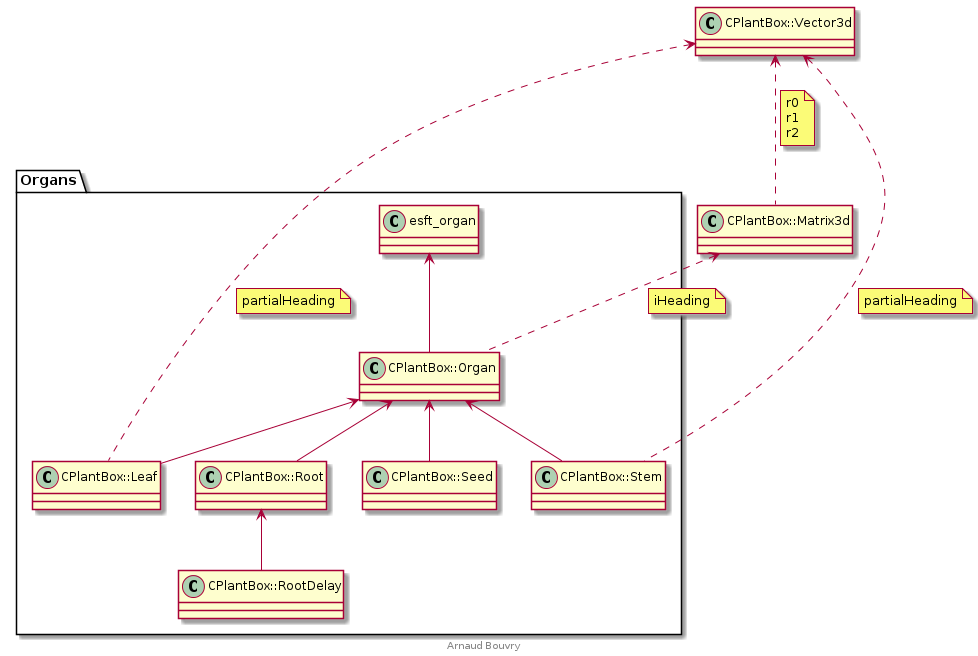 CPlantBox::Vector3d
r0
r1
r2
Organs
C esft_organ
C CPlantBox::Matrix3d
partialHeading
iHeading
partialHeading
C CPlantBox::Organ
C CPlantBox::Leaf
C CPlantBox::Root
C CPlantBox::Seed
C CPlantBox::Stem
C CPlantBox::RootDelay
Arnaud Bouvry